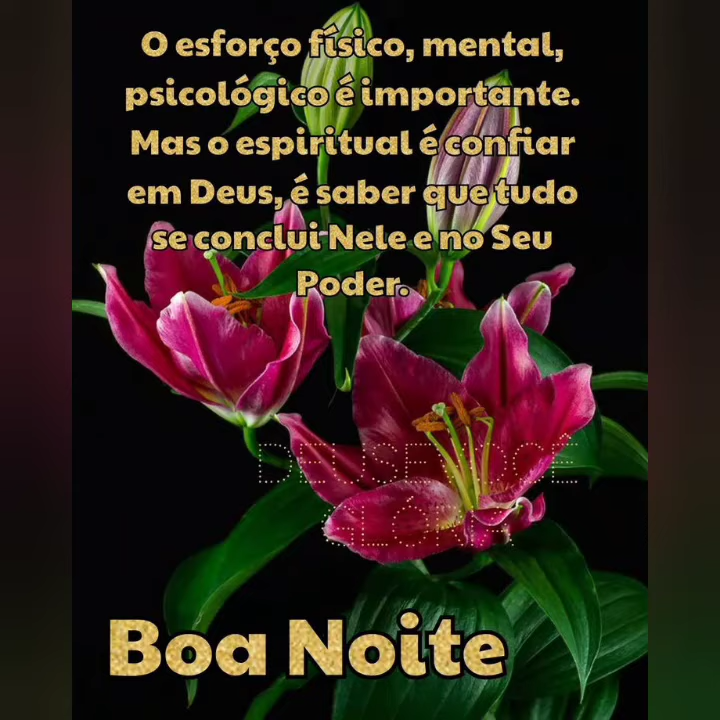 O esforço físico, mental,
psicológico é importante.
Mas o espiritual é confiar
em Deus, é saber que tudo
se conclui Nele e no Seu
Poder.
Boa Noite